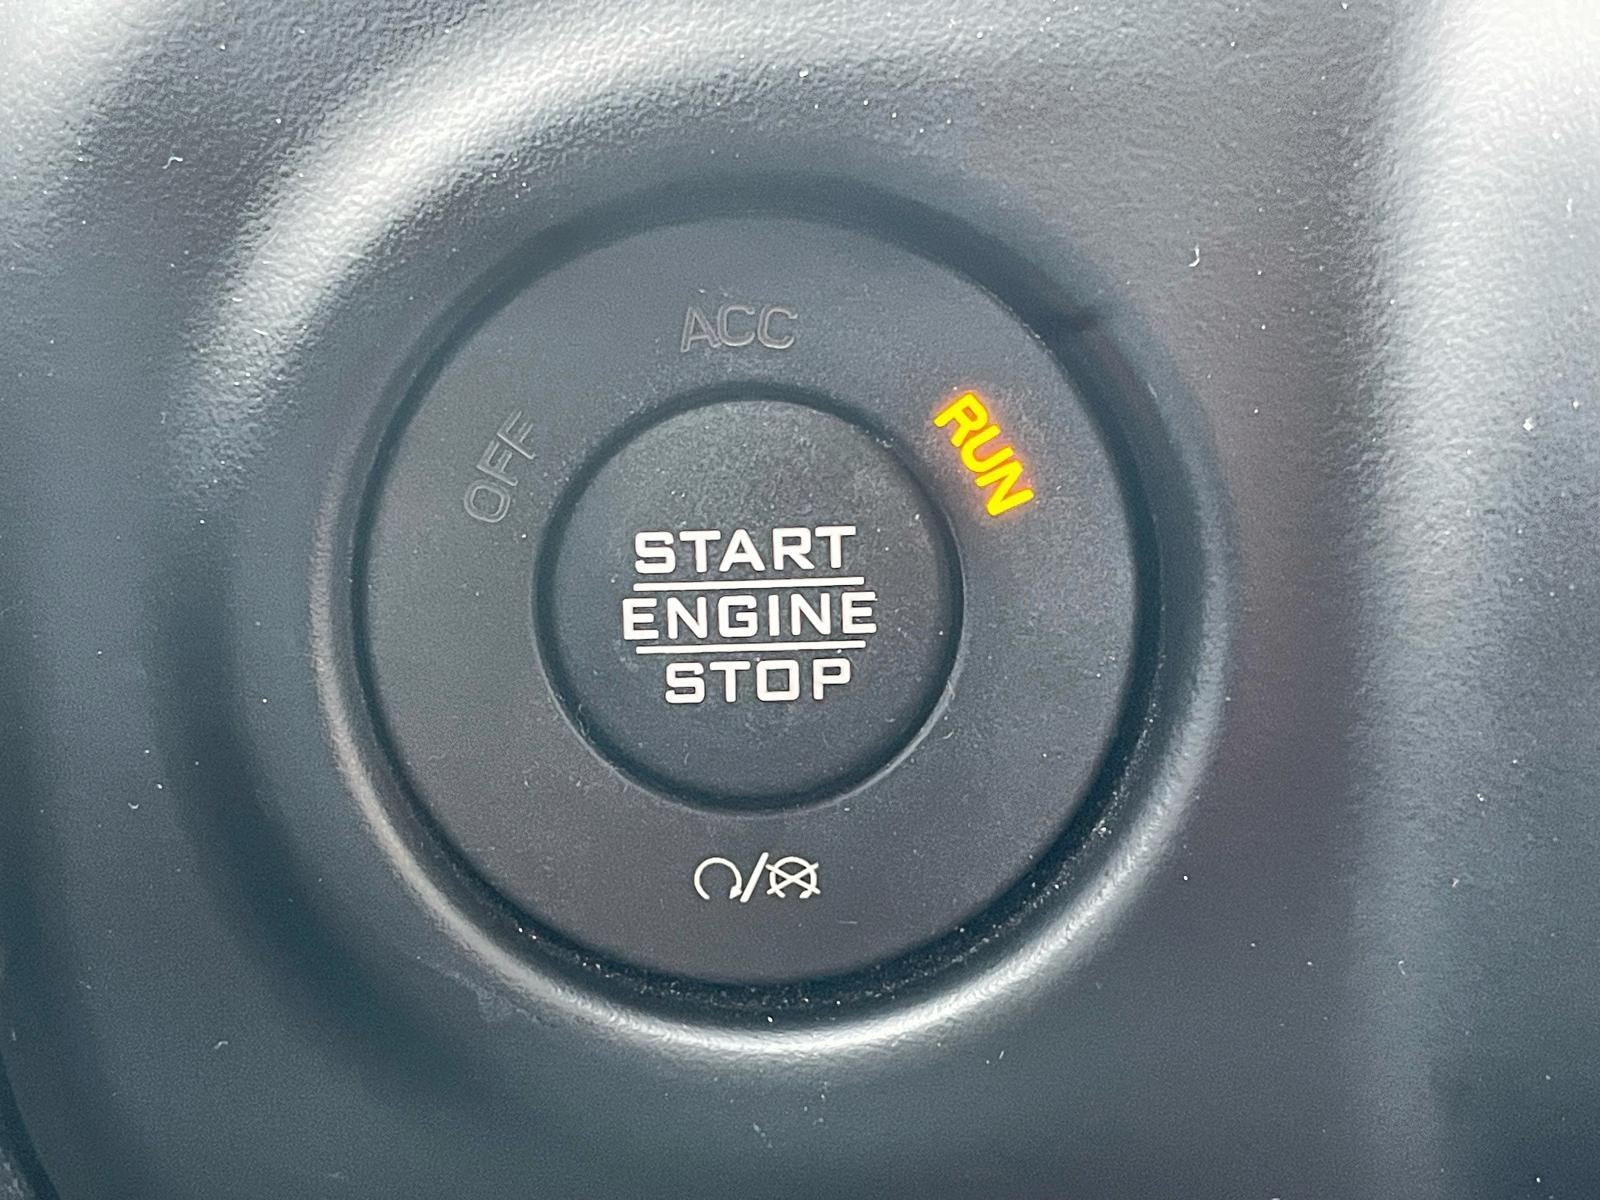 ACC
OFF
RUN
START
ENGINE
STOP